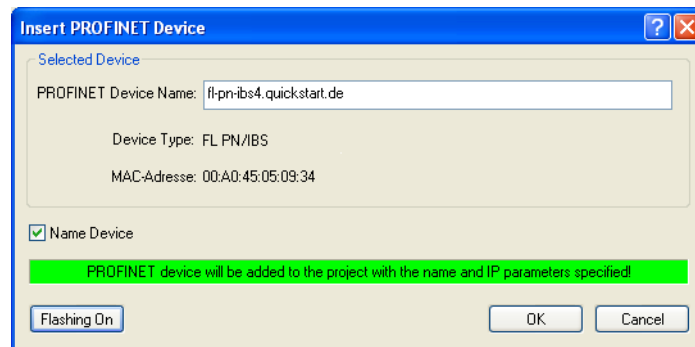 Insert PROFINET Device
Selected Device
PROFINET Device Name: fl-pn-ibs4.quickstart.de
Device Type: FL PN/IBS
MAC-Adresse: 00:A0:45:05:09:34
Name Device
PROFINET device will be added to the project with the name and IP parameters specified!
Flashing On OK Cancel